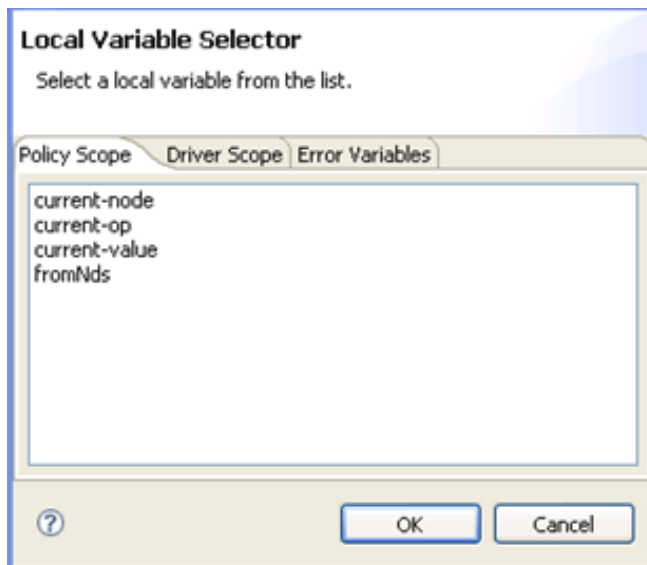 Local Variable Selector
Select a local variable from the list.
Policy Scope Driver Scope Error Variables
current-node
current-op
current-value
fromNds
? OK Cancel